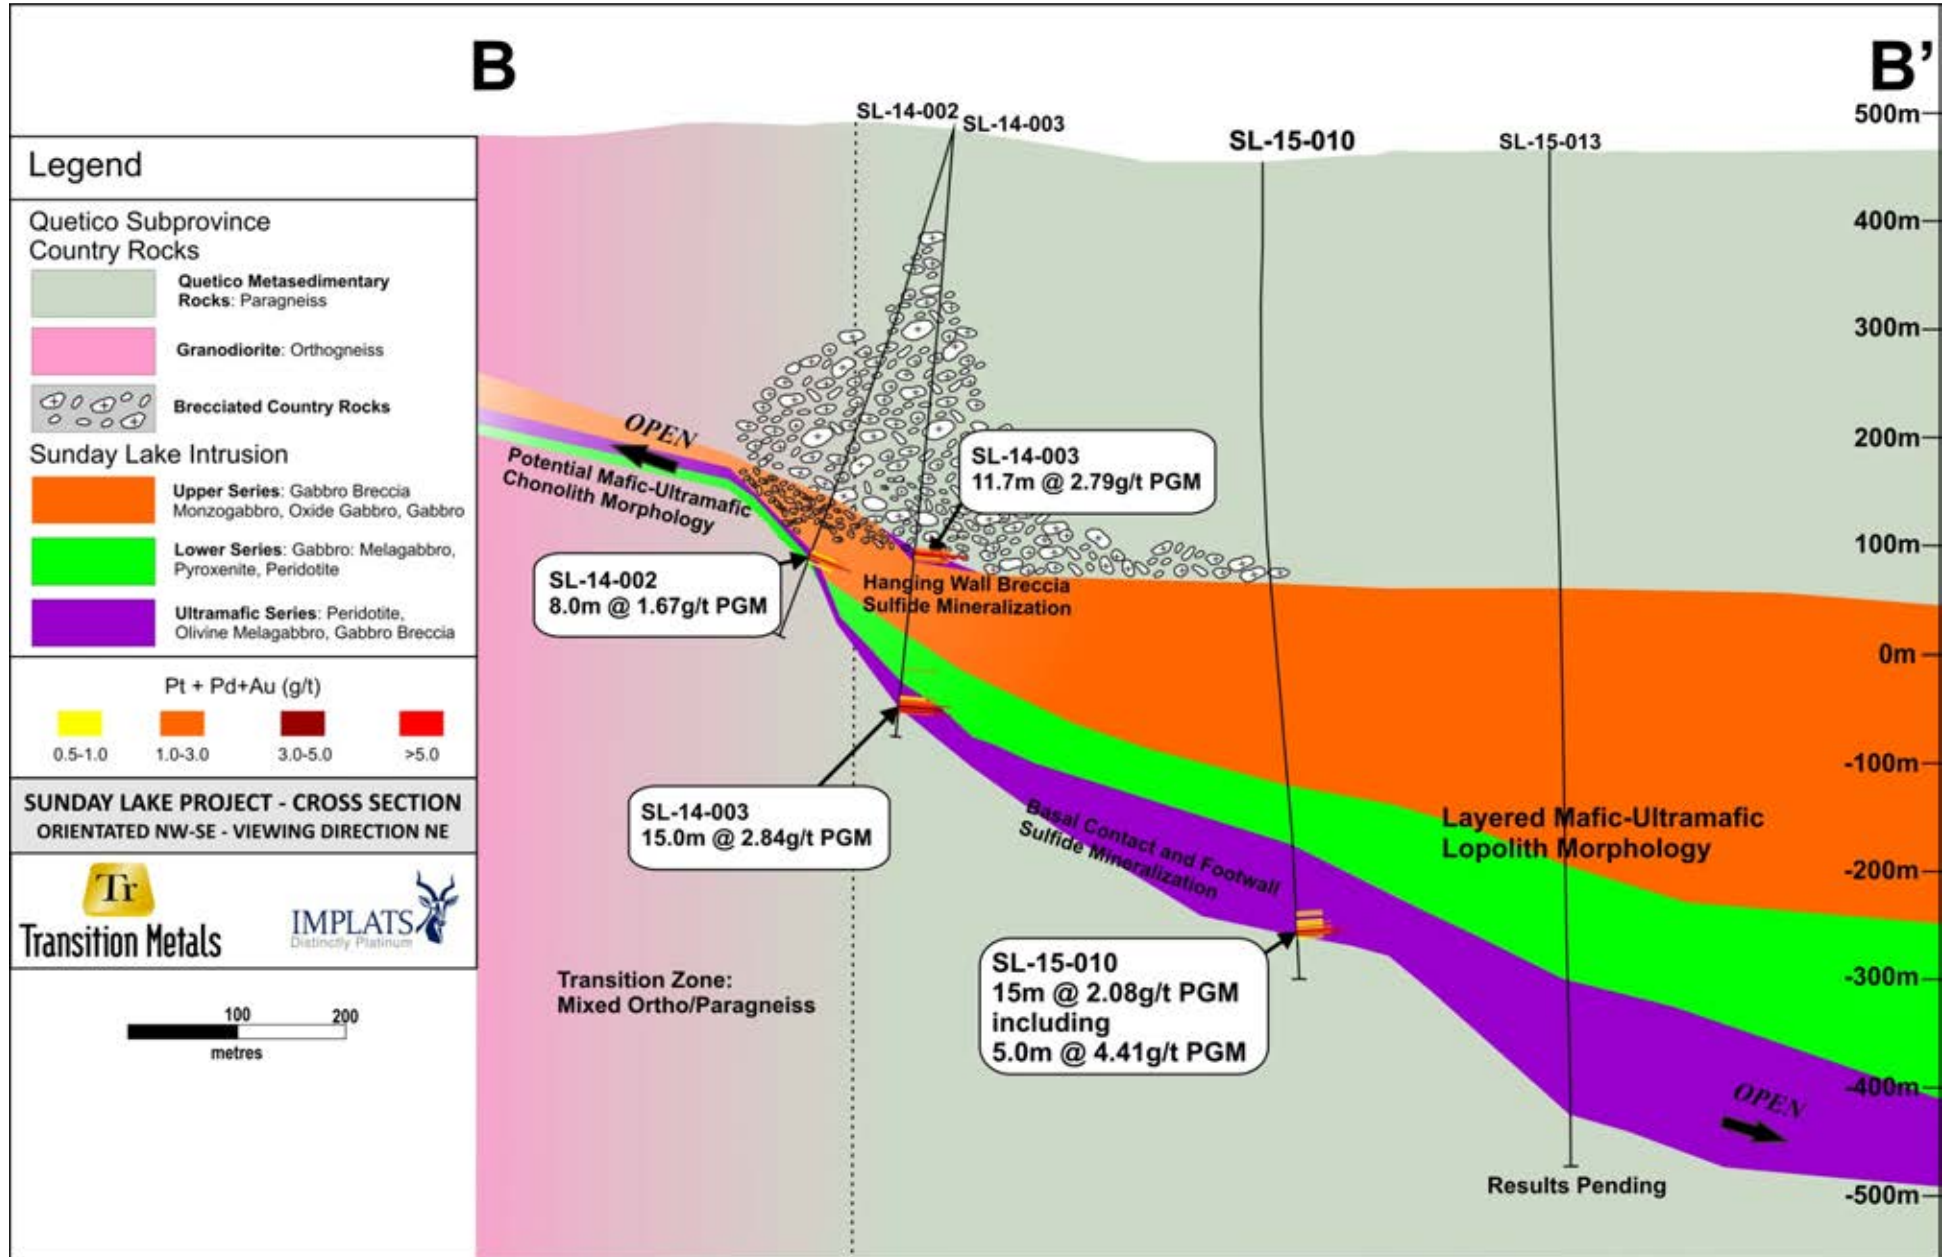 B
B’
SL-14-002
SL-14-003
SL-15-010
SL-15-013
500m
400m
300m
200m
100m
0m
-100m
-200m
-300m
-400m
-500m
Legend
Quetico Subprovince
Country Rocks
Quetico Metasedimentary
Rocks: Paragneiss
Granodiorite: Orthogneiss
Brecciated Country Rocks
Sunday Lake Intrusion
Upper Series: Gabbro Breccia
Monzogabbro, Oxide Gabbro, Gabbro
Lower Series: Gabbro: Melagabbro,
Pyroxenite, Peridotite
Ultramafic Series: Peridotite,
Olivine Melagabbro, Gabbro Breccia
Pt + Pd+Au (g/t)
0.5-1.0
1.0-3.0
3.0-5.0
>5.0
SUNDAY LAKE PROJECT - CROSS SECTION
ORIENTATED NW-SE - VIEWING DIRECTION NE
Tr
Transition Metals
IMPLATS
Distinctly Platinum
100
200
metres
OPEN
Potential Mafic-Ultramafic
Chonolith Morphology
SL-14-003
11.7m @ 2.79g/t PGM
SL-14-002
8.0m @ 1.67g/t PGM
Hanging Wall Breccia
Sulfide Mineralization
SL-14-003
15.0m @ 2.84g/t PGM
Basal Contact and Footwall
Sulfide Mineralization
Layered Mafic-Ultramafic
Lopolith Morphology
SL-15-010
15m @ 2.08g/t PGM
including
5.0m @ 4.41g/t PGM
Transition Zone:
Mixed Ortho/Paragneiss
OPEN
Results Pending